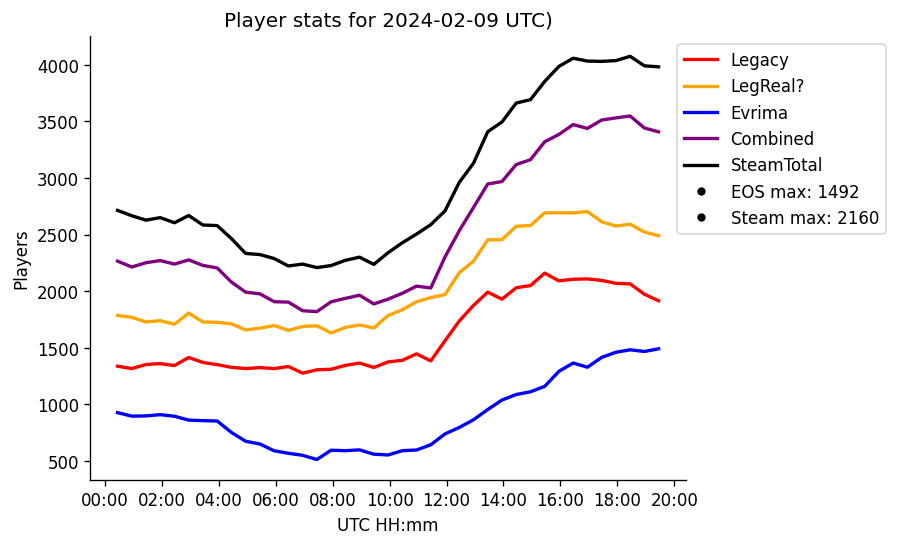 Player stats for 2024-02-09 UTC)
4000
3500
3000
2500
2000
1500
1000
500
Players
00:00 02:00 04:00 06:00 08:00 10:00 12:00 14:00 16:00 18:00 20:00
UTC HH:mm
Legacy
LegReal?
Evrima
Combined
SteamTotal
EOS max: 1492
Steam max: 2160